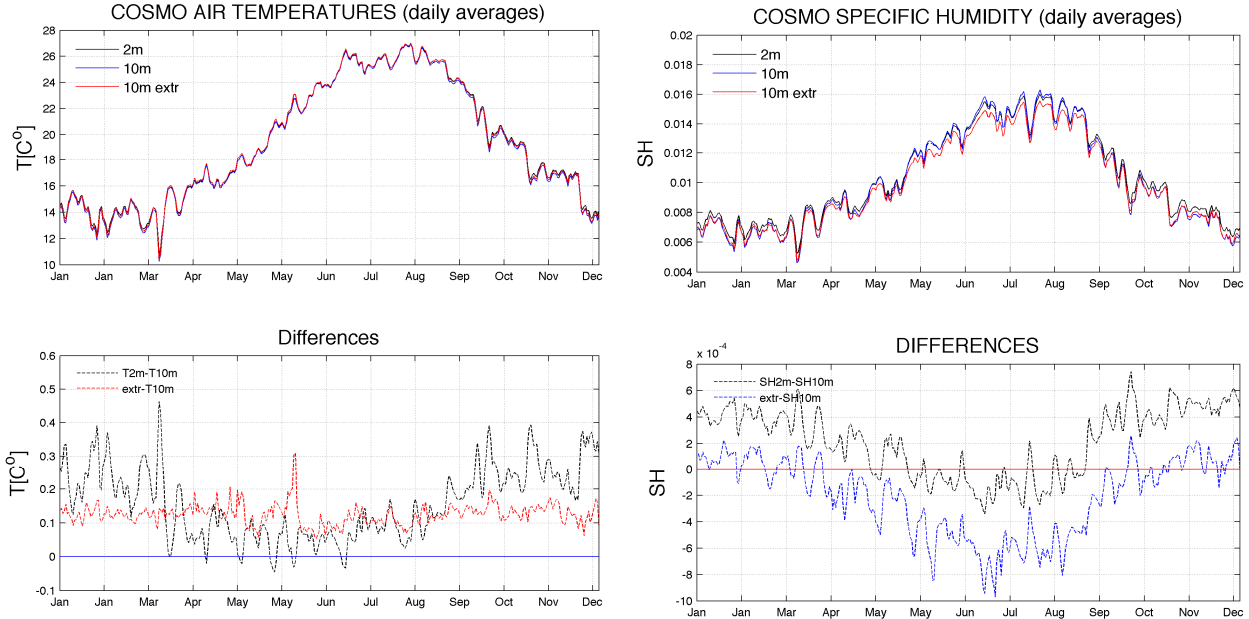 COSMO AIR TEMPERATURES (daily averages)
28
26
24
22
20
18
16
14
12
10
T[C°]
2m
10m
10m extr
Jan Jan Mar Apr May May Jun Jul Aug Sep Oct Nov Dec
COSMO SPECIFIC HUMIDITY (daily averages)
0.02
0.018
0.016
0.014
0.012
0.01
0.008
0.006
0.004
SH
2m
10m
10m extr
Jan Jan Mar Apr May May Jun Jul Aug Sep Oct Nov Dec
Differences
0.6
0.5
0.4
0.3
0.2
0.1
0
-0.1
T[C°]
T2m-T10m
extr-T10m
Jan Jan Mar Apr May May Jun Jul Aug Sep Oct Nov Dec
DIFFERENCES
x 10-4
8
6
4
2
0
-2
-4
-6
-8
-10
SH
SH2m-SH10m
extr-SH10m
Jan Jan Mar Apr May May Jun Jul Aug Sep Oct Nov Dec